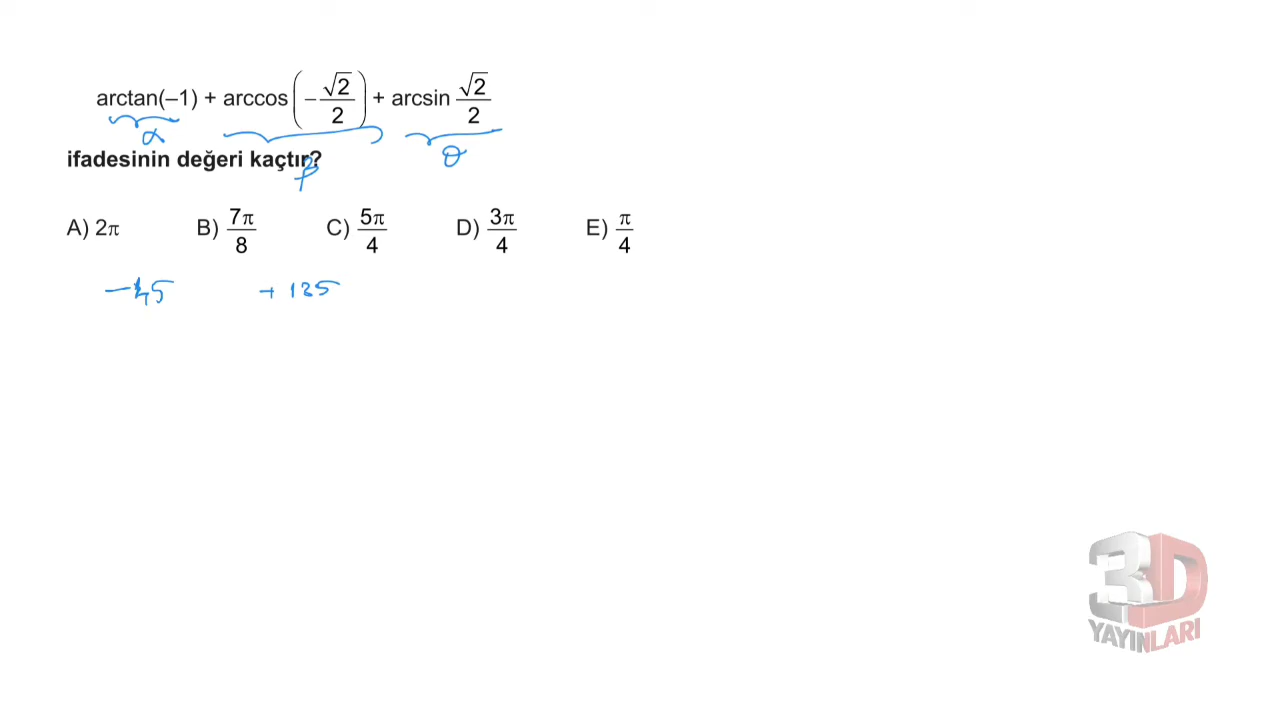 arctan(–1) + arccos(–√2/2) + arcsin √2/2
α θ
ifadesinin değeri kaçtır?
β
A) 2π B) 7π/8 C) 5π/4 D) 3π/4 E) π/4
–45 + 135
3D
YAYINLARI